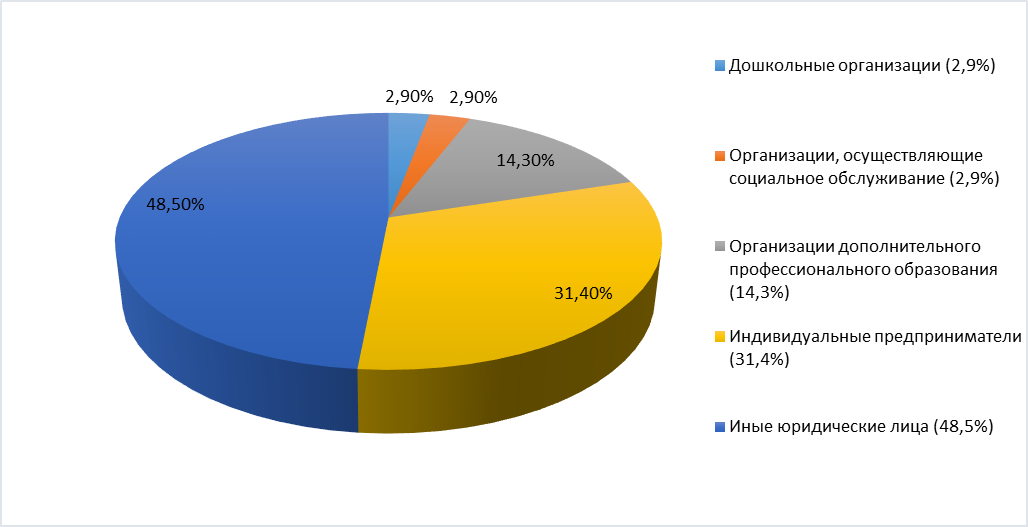 2,90%
2,90%
14,30%
31,40%
48,50%
Дошкольные организации (2,9%)
Организации, осуществляющие
социальное обслуживание (2,9%)
Организации дополнительного
профессионального образования
(14,3%)
Индивидуальные предприниматели
(31,4%)
Иные юридические лица (48,5%)